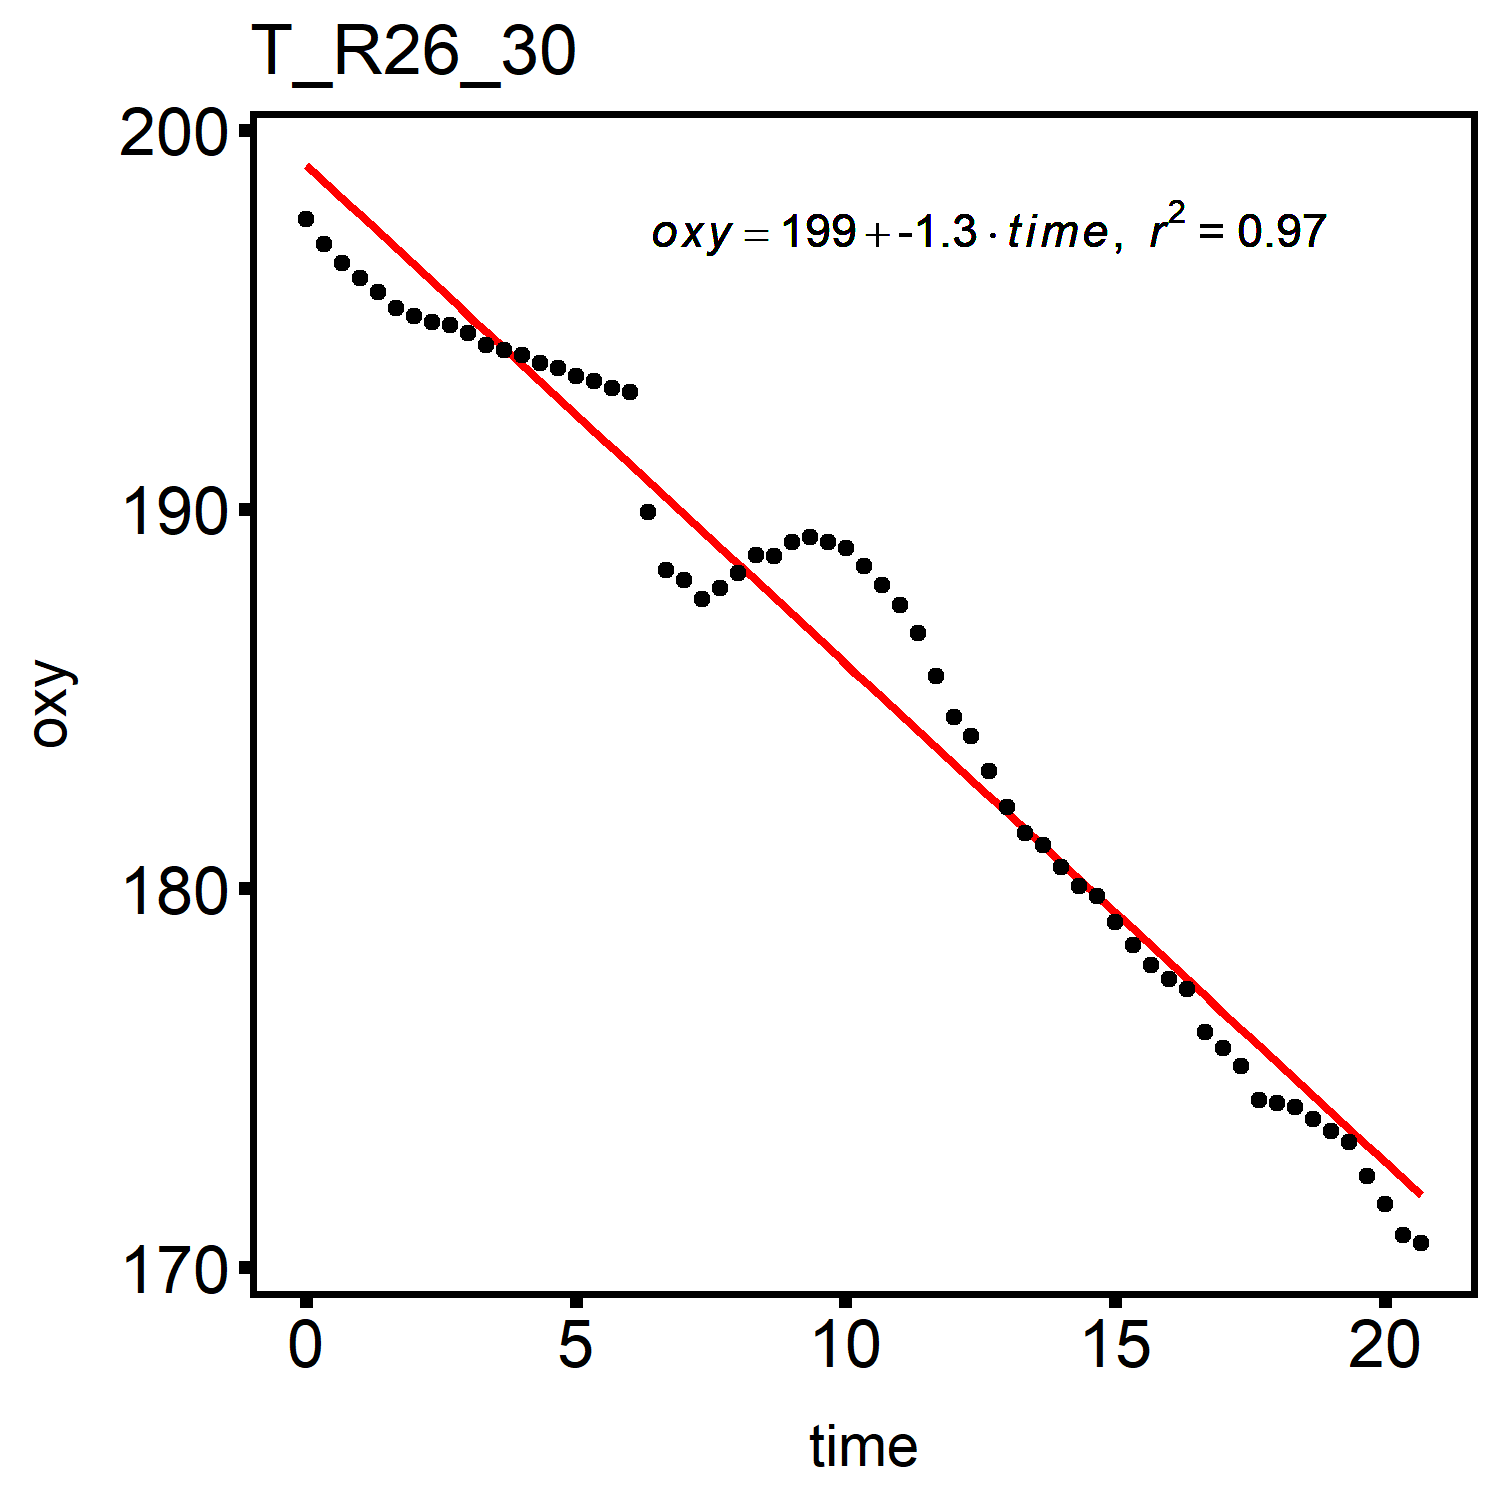 T_R26_30
200
oxy = 199 + -1.3 · time, r² = 0.97
190
oxy
180
170
0 5 10 15 20
time